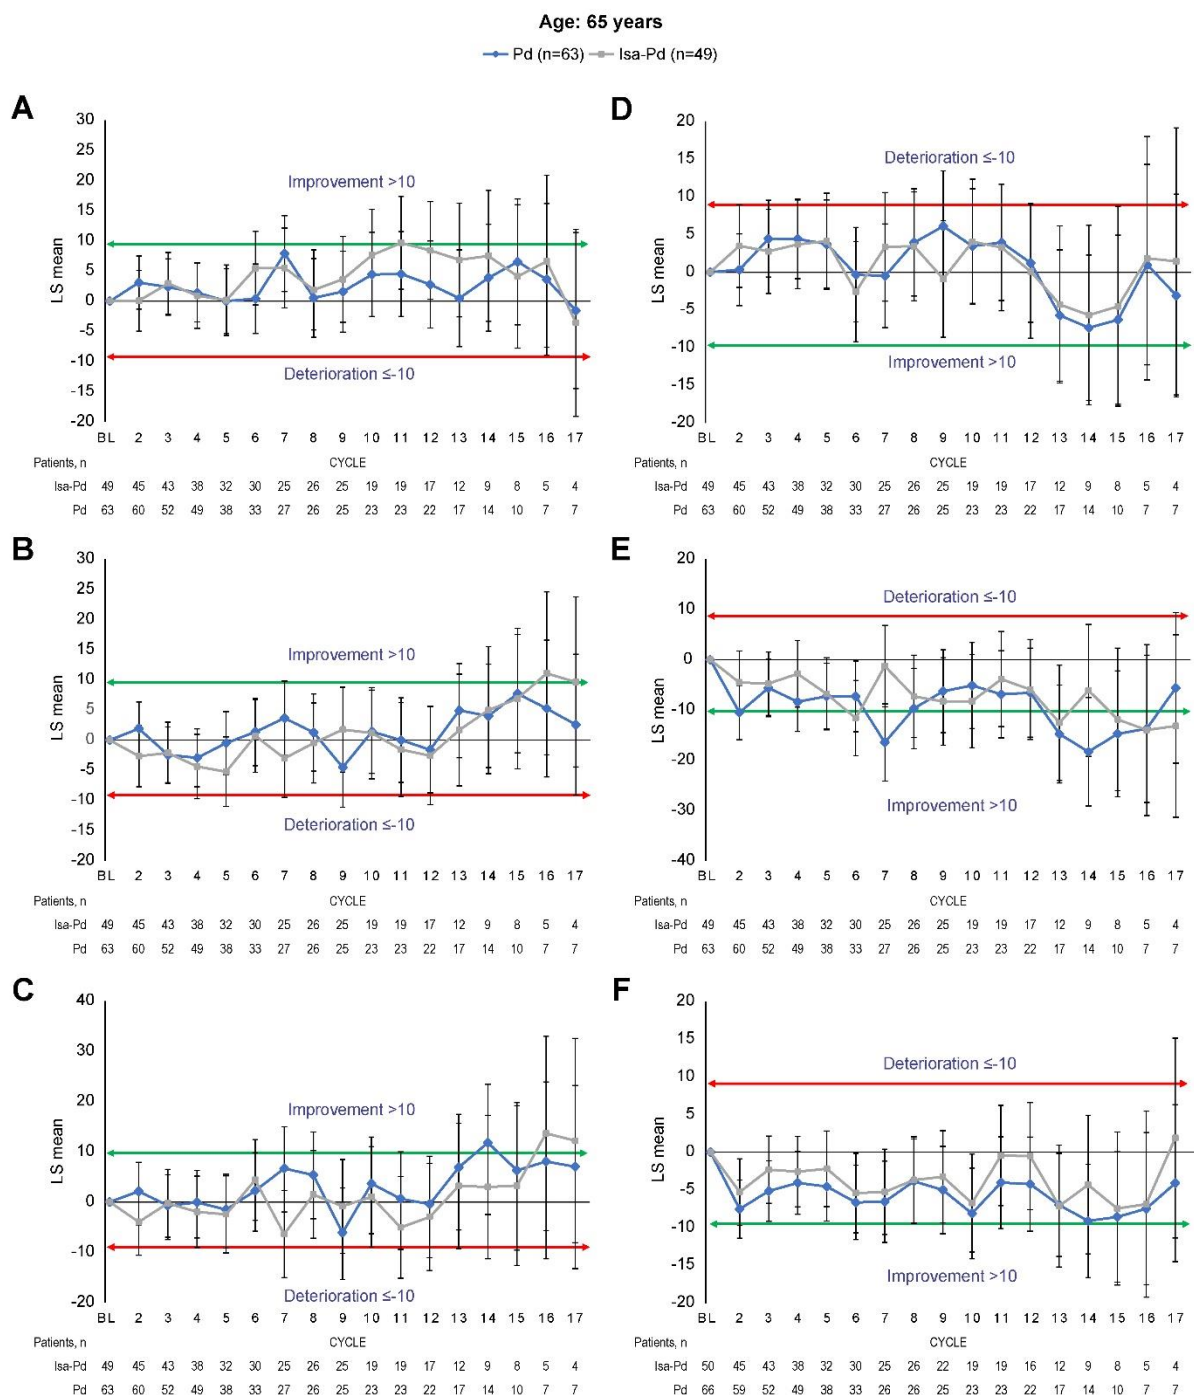 Age: 65 years
Pd (n=63) Isa-Pd (n=49)
A
30
25
20
15
10
5
0
-5
-10
-15
-20
LS mean
Improvement >10
Deterioration ≤-10
BL 2 3 4 5 6 7 8 9 10 11 12 13 14 15 16 17
Patients, n CYCLE
Isa-Pd 49 45 43 38 32 30 25 26 25 19 19 17 12 9 8 5 4
Pd 63 60 52 49 38 33 27 26 25 23 23 22 17 14 10 7 7
B
30
25
20
15
10
5
0
-5
-10
-15
-20
LS mean
Improvement >10
Deterioration ≤-10
BL 2 3 4 5 6 7 8 9 10 11 12 13 14 15 16 17
Patients, n CYCLE
Isa-Pd 49 45 43 38 32 30 25 26 25 19 19 17 12 9 8 5 4
Pd 63 60 52 49 38 33 27 26 25 23 23 22 17 14 10 7 7
C
40
30
20
10
0
-10
-20
LS mean
Improvement >10
Deterioration ≤-10
BL 2 3 4 5 6 7 8 9 10 11 12 13 14 15 16 17
Patients, n CYCLE
Isa-Pd 49 45 43 38 32 30 25 26 25 19 19 17 12 9 8 5 4
Pd 63 60 52 49 38 33 27 26 25 23 23 22 17 14 10 7 7
D
20
15
10
5
0
-5
-10
-15
-20
LS mean
Deterioration ≤-10
Improvement >10
BL 2 3 4 5 6 7 8 9 10 11 12 13 14 15 16 17
Patients, n CYCLE
Isa-Pd 49 45 43 38 32 30 25 26 25 19 19 17 12 9 8 5 4
Pd 63 60 52 49 38 33 27 26 25 23 23 22 17 14 10 7 7
E
20
10
0
-10
-20
-30
-40
LS mean
Deterioration ≤-10
Improvement >10
BL 2 3 4 5 6 7 8 9 10 11 12 13 14 15 16 17
Patients, n CYCLE
Isa-Pd 49 45 43 38 32 30 25 26 25 19 19 17 12 9 8 5 4
Pd 63 60 52 49 38 33 27 26 25 23 23 22 17 14 10 7 7
F
20
15
10
5
0
-5
-10
-15
-20
LS mean
Deterioration ≤-10
Improvement >10
BL 2 3 4 5 6 7 8 9 10 11 12 13 14 15 16 17
Patients, n CYCLE
Isa-Pd 50 45 43 38 32 30 25 26 22 19 19 16 12 9 8 5 4
Pd 66 59 52 49 38 33 26 26 25 23 23 22 17 14 10 7 7